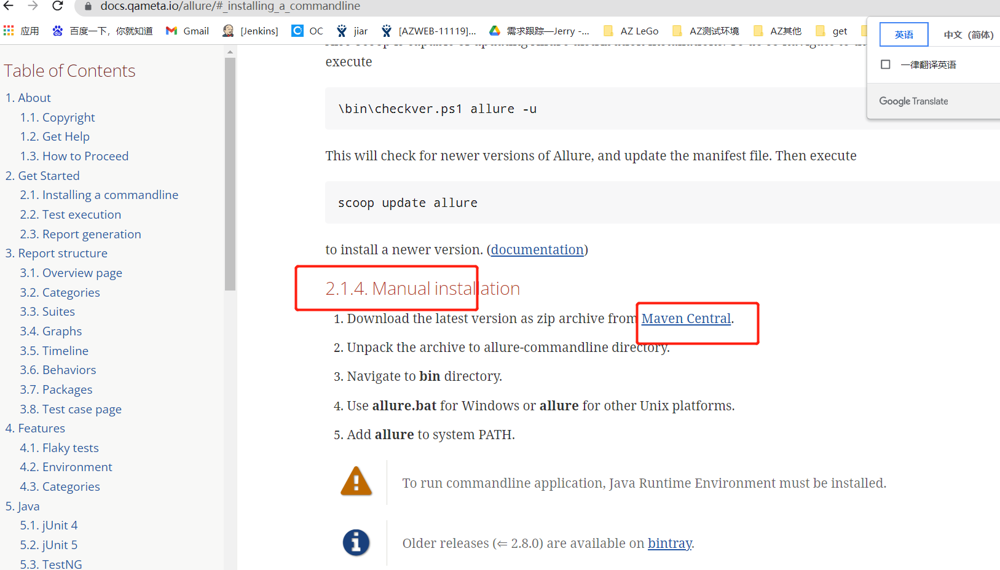 docs.qameta.io/allure/#_installing_a_commandline
应用 百度一下，你就知道 Gmail [Jenkins] OC jiar [AZWEB-11119]... 需求跟踪—Jerry -... AZ LeGo AZ测试环境 AZ其他 get
英语 中文（简体）
一律翻译英语
Google Translate
Table of Contents
1. About
1.1. Copyright
1.2. Get Help
1.3. How to Proceed
2. Get Started
2.1. Installing a commandline
2.2. Test execution
2.3. Report generation
3. Report structure
3.1. Overview page
3.2. Categories
3.3. Suites
3.4. Graphs
3.5. Timeline
3.6. Behaviors
3.7. Packages
3.8. Test case page
4. Features
4.1. Flaky tests
4.2. Environment
4.3. Categories
5. Java
5.1. jUnit 4
5.2. jUnit 5
5.3. TestNG
execute
\bin\checkver.ps1 allure -u
This will check for newer versions of Allure, and update the manifest file. Then execute
scoop update allure
to install a newer version. (documentation)
2.1.4. Manual installation
1. Download the latest version as zip archive from Maven Central.
2. Unpack the archive to allure-commandline directory.
3. Navigate to bin directory.
4. Use allure.bat for Windows or allure for other Unix platforms.
5. Add allure to system PATH.
To run commandline application, Java Runtime Environment must be installed.
Older releases (⇐ 2.8.0) are available on bintray.